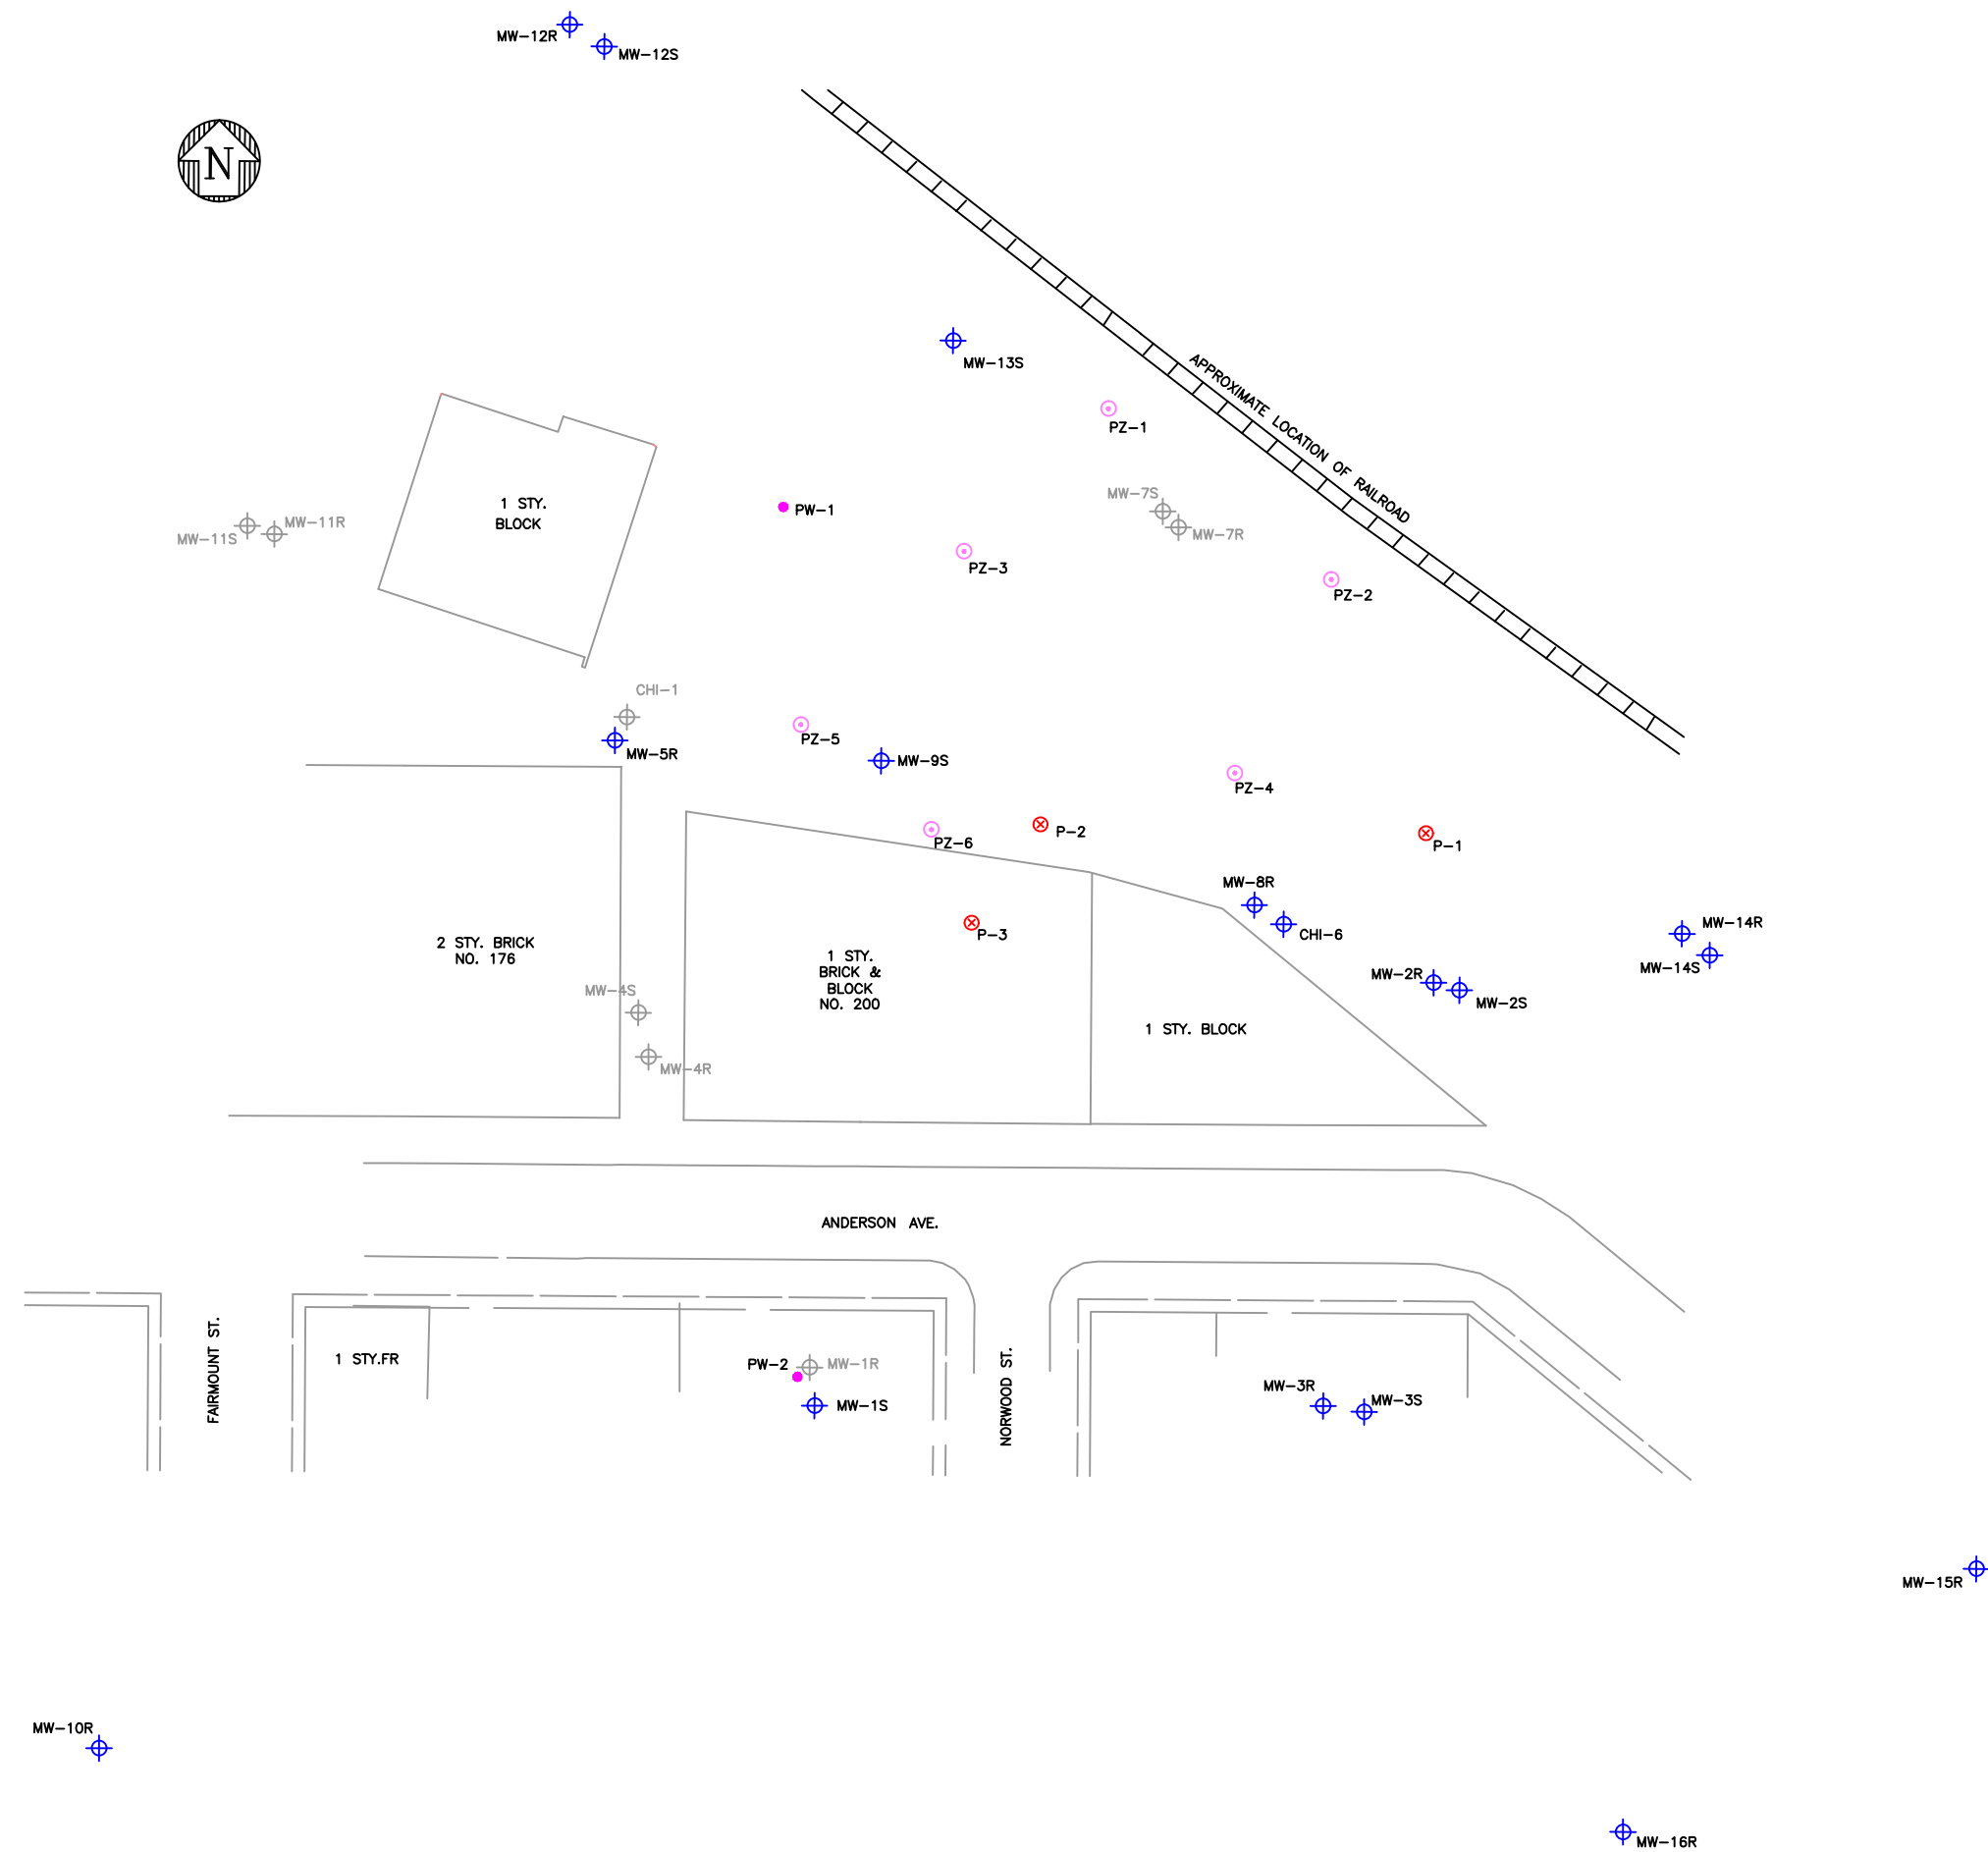 MW-12R
MW-12S
N
APPROXIMATE LOCATION OF RAILROAD
MW-13S
PZ-1
MW-7S
MW-7R
1 STY.
BLOCK
PW-1
MW-11R
MW-11S
PZ-3
PZ-2
CHI-1
MW-5R
PZ-5
MW-9S
PZ-4
P-2
PZ-6
P-1
MW-8R
CHI-6
MW-14R
MW-14S
P-3
2 STY. BRICK
NO. 176
1 STY.
BRICK &
BLOCK
NO. 200
MW-2R
MW-2S
MW-4S
1 STY. BLOCK
MW-4R
ANDERSON AVE.
FAIRMOUNT ST.
1 STY.FR
PW-2
MW-1R
MW-1S
NORWOOD ST.
MW-3R
MW-3S
MW-15R
MW-10R
MW-16R